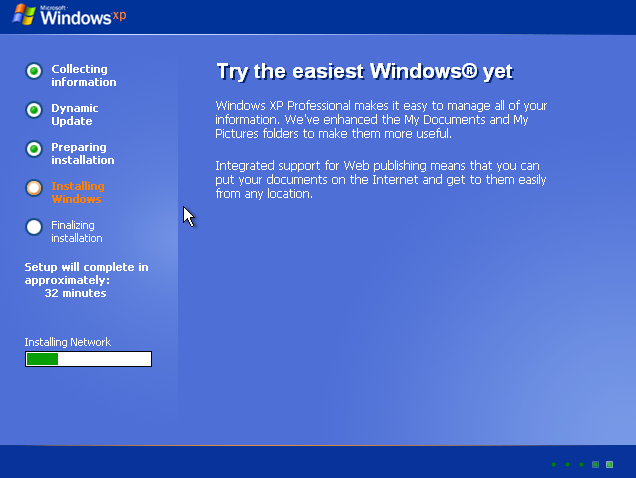 Microsoft
Windows xp
Collecting
information
Dynamic
Update
Preparing
installation
Installing
Windows
Finalizing
installation
Setup will complete in
approximately:
32 minutes
Installing Network
Try the easiest Windows® yet
Windows XP Professional makes it easy to manage all of your
information. We've enhanced the My Documents and My
Pictures folders to make them more useful.
Integrated support for Web publishing means that you can
put your documents on the Internet and get to them easily
from any location.